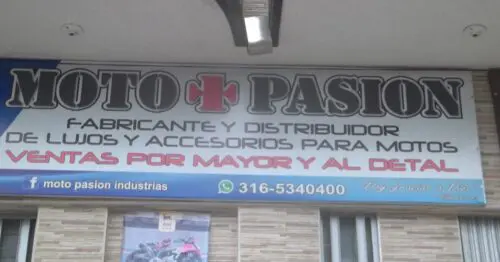 MOTO + PASION
FABRICANTE Y DISTRIBUIDOR
DE LUJOS Y ACCESORIOS PARA MOTOS
VENTAS POR MAYOR Y AL DETAL
f moto pasion industrias 316-5340400